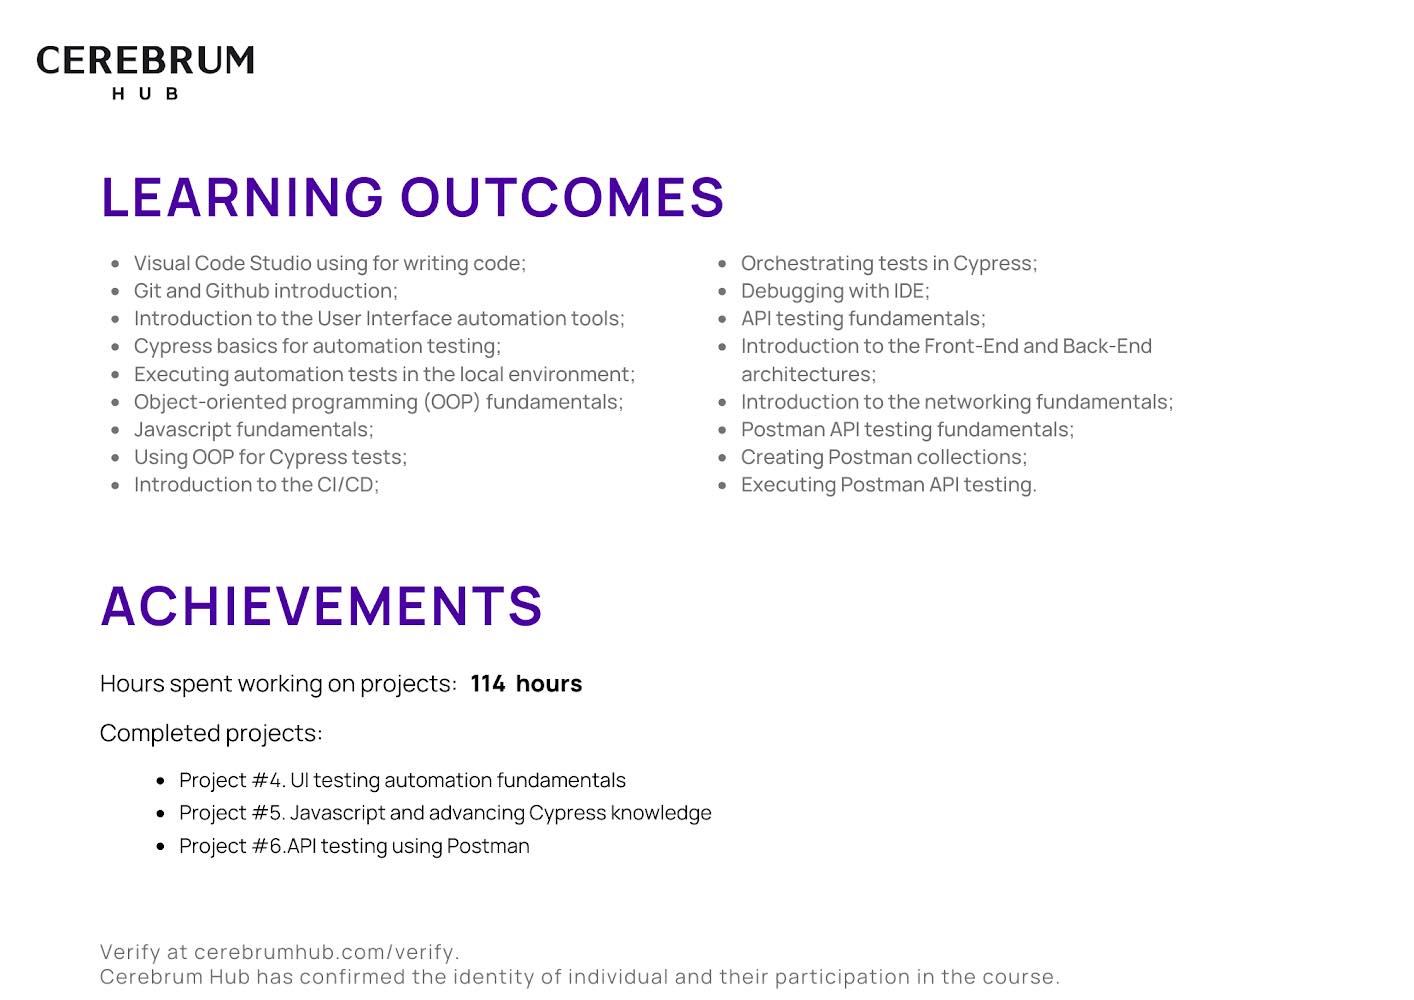 CEREBRUM
HUB
LEARNING OUTCOMES
• Visual Code Studio using for writing code;
• Git and Github introduction;
• Introduction to the User Interface automation tools;
• Cypress basics for automation testing;
• Executing automation tests in the local environment;
• Object-oriented programming (OOP) fundamentals;
• Javascript fundamentals;
• Using OOP for Cypress tests;
• Introduction to the CI/CD;
• Orchestrating tests in Cypress;
• Debugging with IDE;
• API testing fundamentals;
• Introduction to the Front-End and Back-End
architectures;
• Introduction to the networking fundamentals;
• Postman API testing fundamentals;
• Creating Postman collections;
• Executing Postman API testing.
ACHIEVEMENTS
Hours spent working on projects: 114 hours
Completed projects:
• Project #4. UI testing automation fundamentals
• Project #5. Javascript and advancing Cypress knowledge
• Project #6.API testing using Postman
Verify at cerebrumhub.com/verify.
Cerebrum Hub has confirmed the identity of individual and their participation in the course.